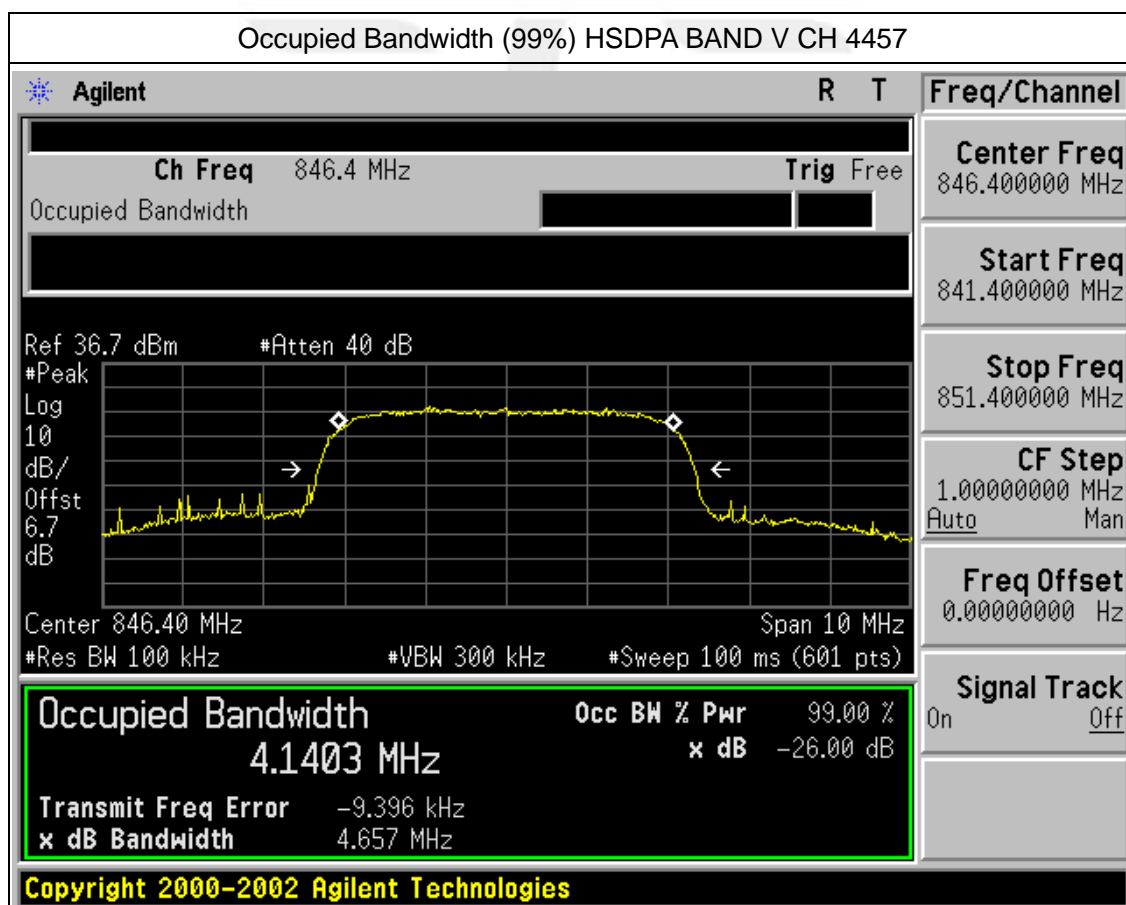 Occupied Bandwidth (99%) HSDPA BAND V CH 4457
Agilent R T
Ch Freq 846.4 MHz Trig Free
Occupied Bandwidth
Ref 36.7 dBm #Atten 40 dB
#Peak
Log
10
dB/
Offst
6.7
dB
Center 846.40 MHz Span 10 MHz
#Res BW 100 kHz #VBW 300 kHz #Sweep 100 ms (601 pts)
Occupied Bandwidth Occ BW % Pwr 99.00 %
4.1403 MHz x dB -26.00 dB
Transmit Freq Error -9.396 kHz
x dB Bandwidth 4.657 MHz
Copyright 2000-2002 Agilent Technologies
Freq/Channel
Center Freq
846.400000 MHz
Start Freq
841.400000 MHz
Stop Freq
851.400000 MHz
CF Step
1.00000000 MHz
Auto Man
Freq Offset
0.00000000 Hz
Signal Track
On Off